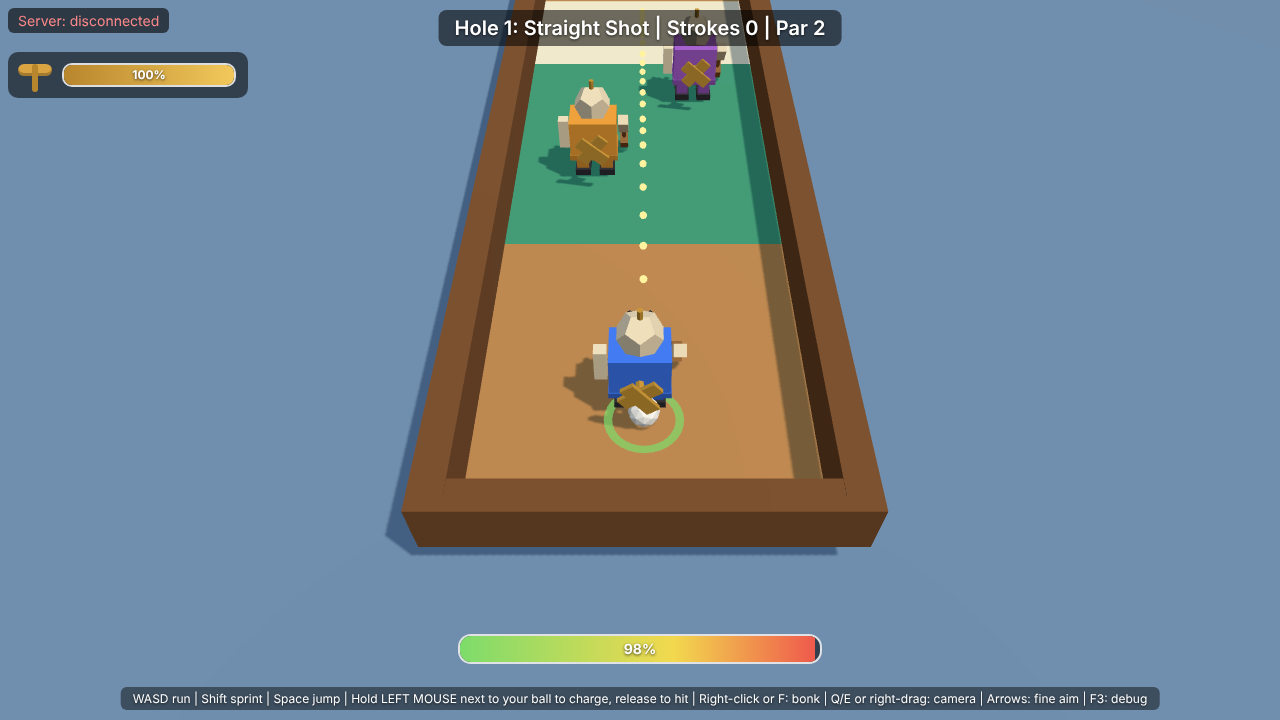 Server: disconnected
Hole 1: Straight Shot | Strokes 0 | Par 2
100%
98%
WASD run | Shift sprint | Space jump | Hold LEFT MOUSE next to your ball to charge, release to hit | Right-click or F: bonk | Q/E or right-drag: camera | Arrows: fine aim | F3: debug